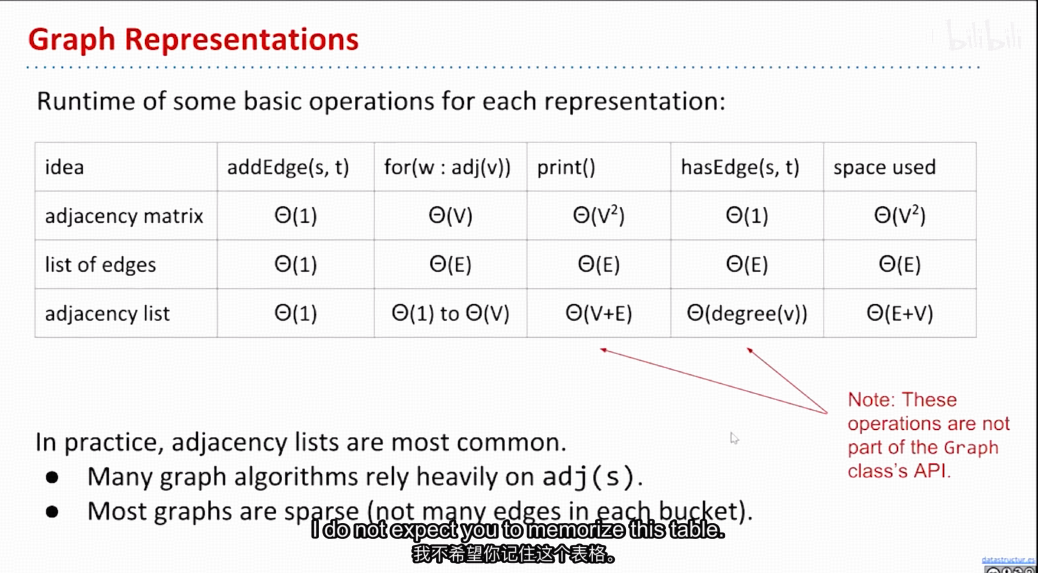 Graph Representations
bilibili
Runtime of some basic operations for each representation:
idea addEdge(s, t) for(w : adj(v)) print() hasEdge(s, t) space used
adjacency matrix Θ(1) Θ(V) Θ(V²) Θ(1) Θ(V²)
list of edges Θ(1) Θ(E) Θ(E) Θ(E) Θ(E)
adjacency list Θ(1) Θ(1) to Θ(V) Θ(V+E) Θ(degree(v)) Θ(E+V)
Note: These
operations are not
part of the Graph
class's API.
In practice, adjacency lists are most common.
● Many graph algorithms rely heavily on adj(s).
● Most graphs are sparse (not many edges in each bucket).
I do not expect you to memorize this table.
我不希望你记住这个表格。
datastructur.es